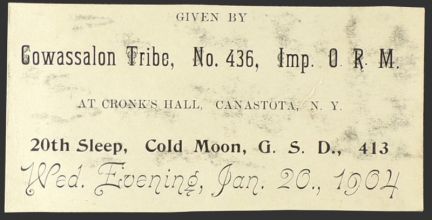 GIVEN BY
Cowassalon Tribe, No. 436, Imp. O. R. M.
AT CRONK'S HALL, CANASTOTA, N. Y.
20th Sleep, Cold Moon, G. S. D., 413
Wed. Evening, Jan. 20., 1904